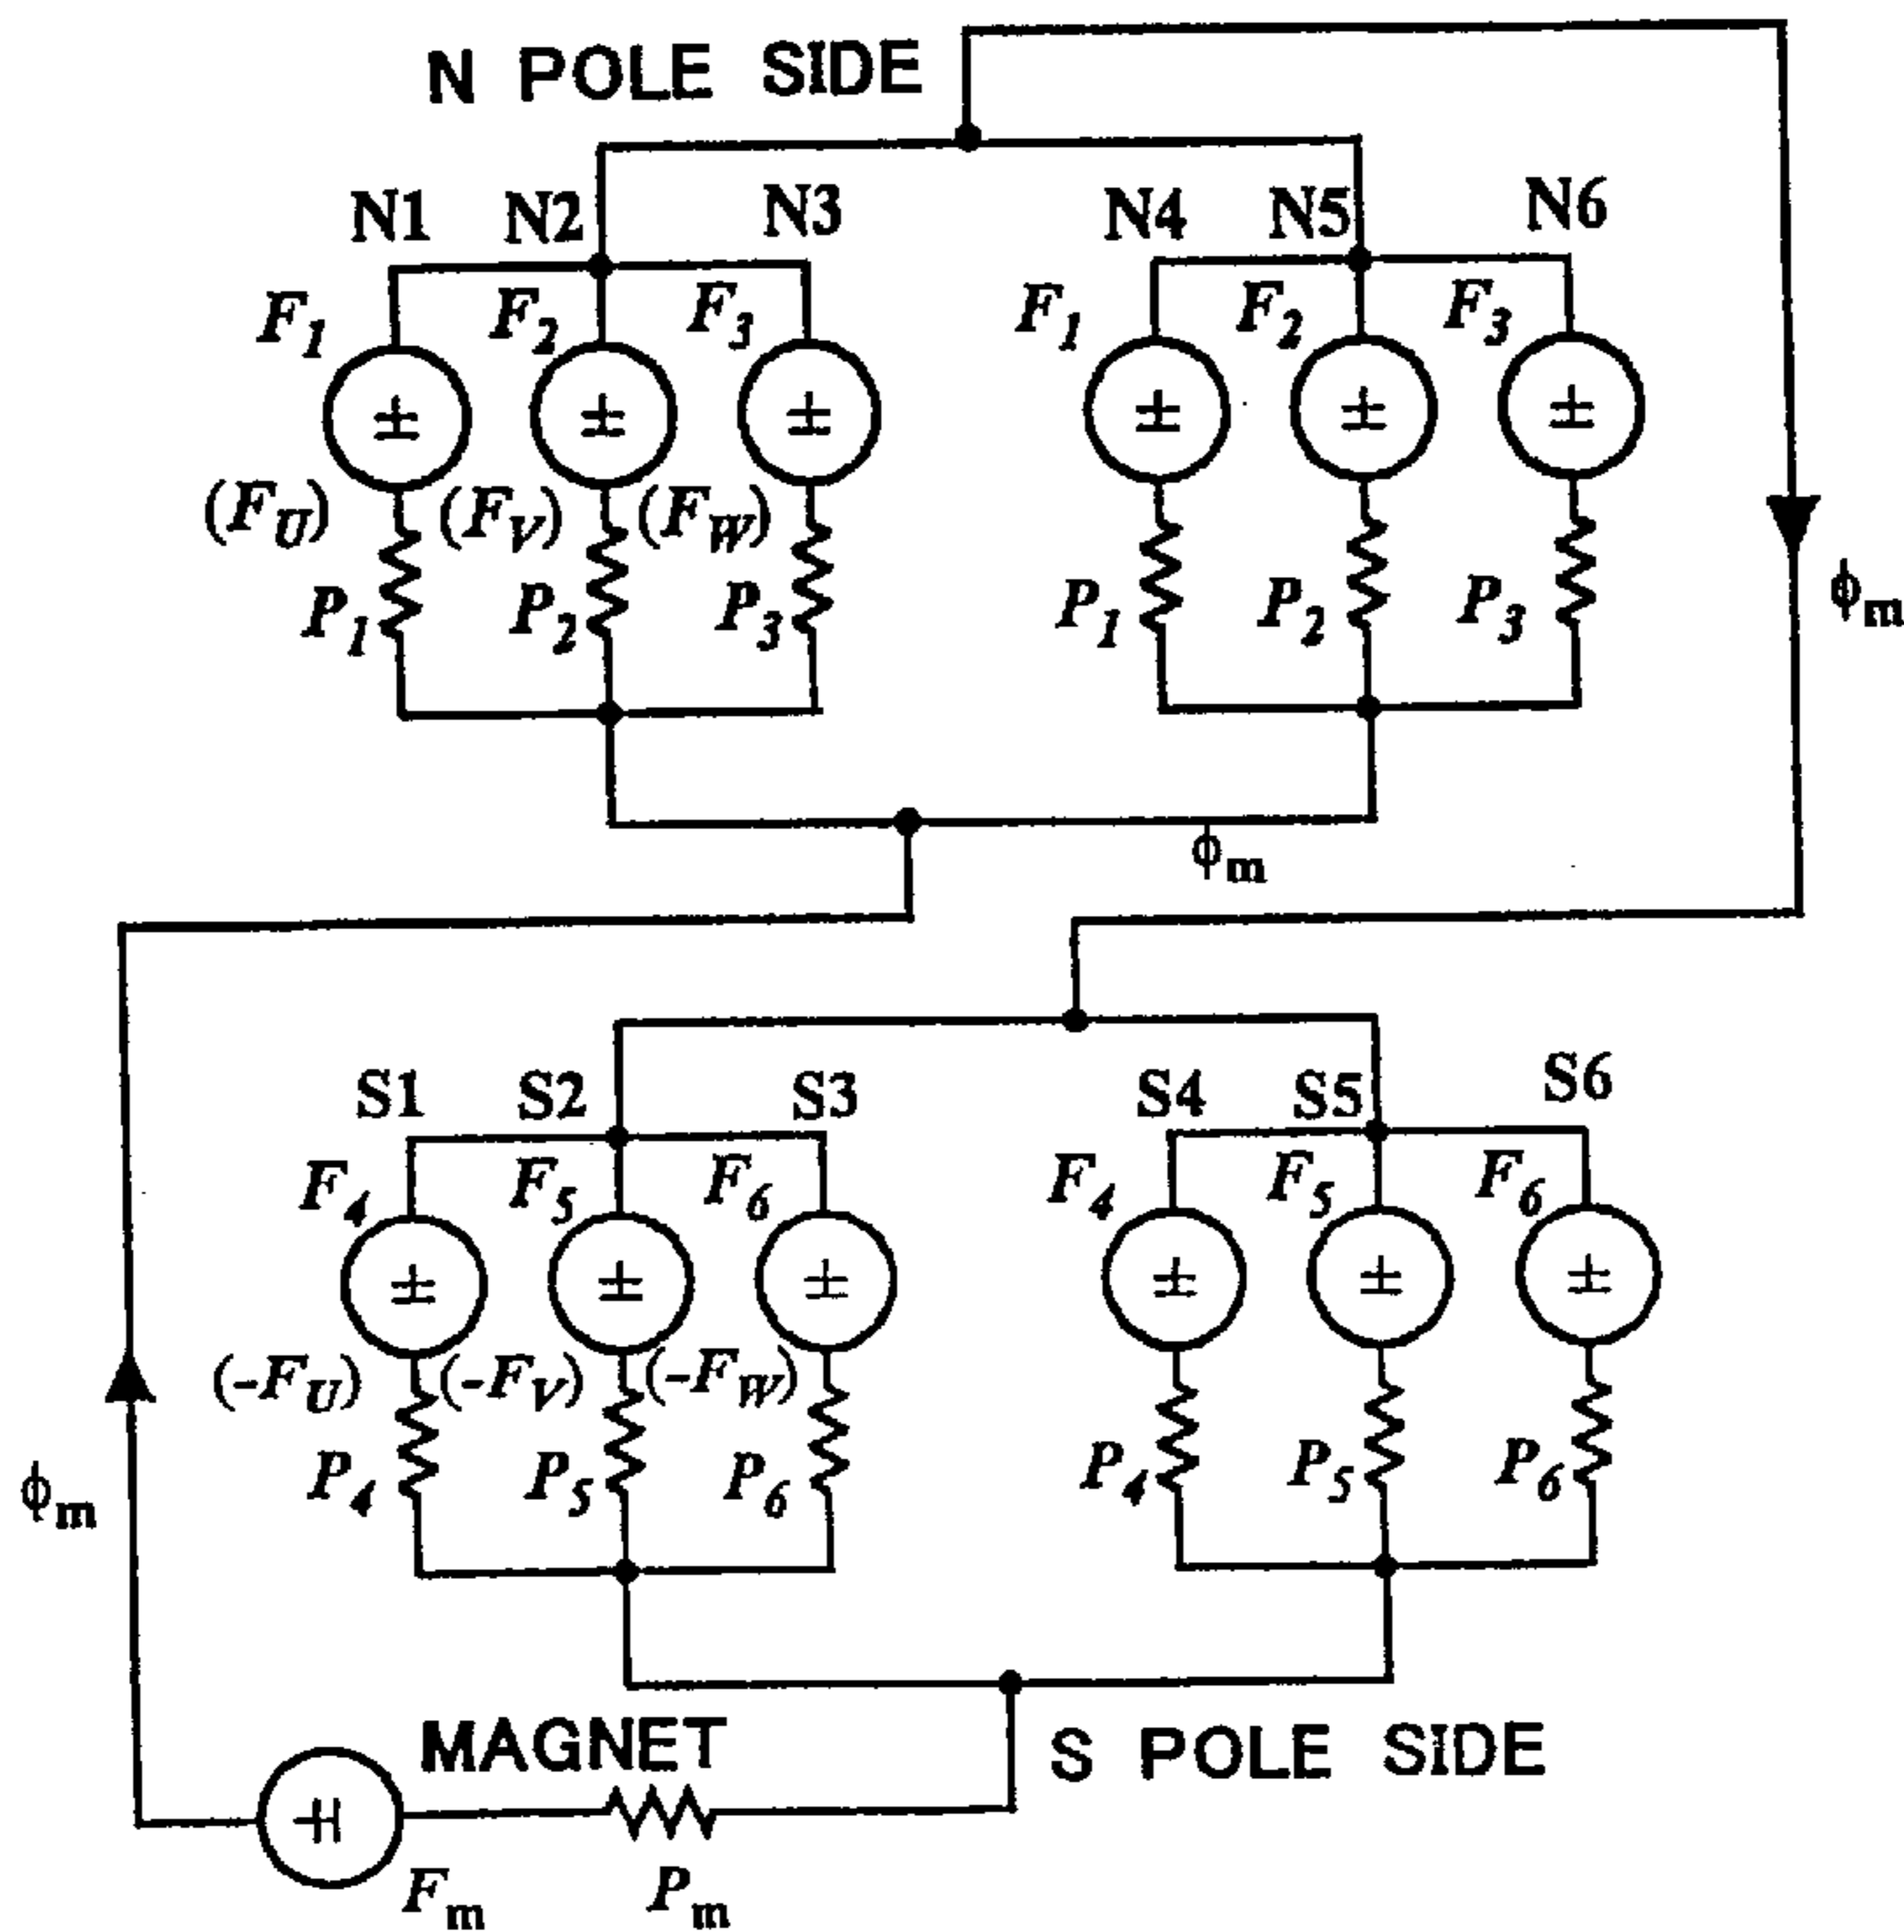 N POLE SIDE
N1 N2 N3 N4 N5 N6
F1 F2 F3 F1 F2 F3
± ± ± ± ± ±
(FU) (FV) (FW)
P1 P2 P3 P1 P2 P3
ϕm
ϕm
S1 S2 S3 S4 S5 S6
F4 F5 F6 F4 F5 F6
± ± ± ± ± ±
(-FU) (-FV) (-FW)
P4 P5 P6 P4 P5 P6
ϕm
MAGNET S POLE SIDE
±
Fm Pm